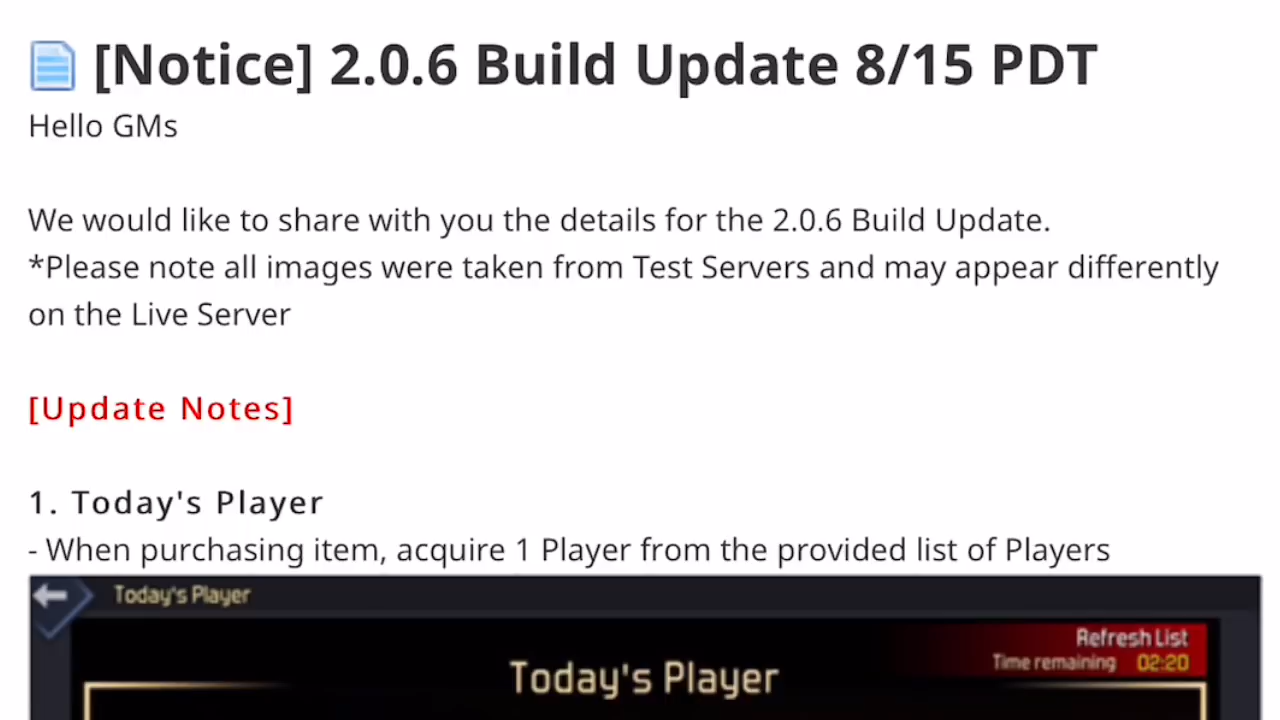 [Notice] 2.0.6 Build Update 8/15 PDT
Hello GMs
We would like to share with you the details for the 2.0.6 Build Update.
*Please note all images were taken from Test Servers and may appear differently
on the Live Server
[Update Notes]
1. Today's Player
- When purchasing item, acquire 1 Player from the provided list of Players
Today's Player
Refresh List
Time remaining 02:20
Today's Player